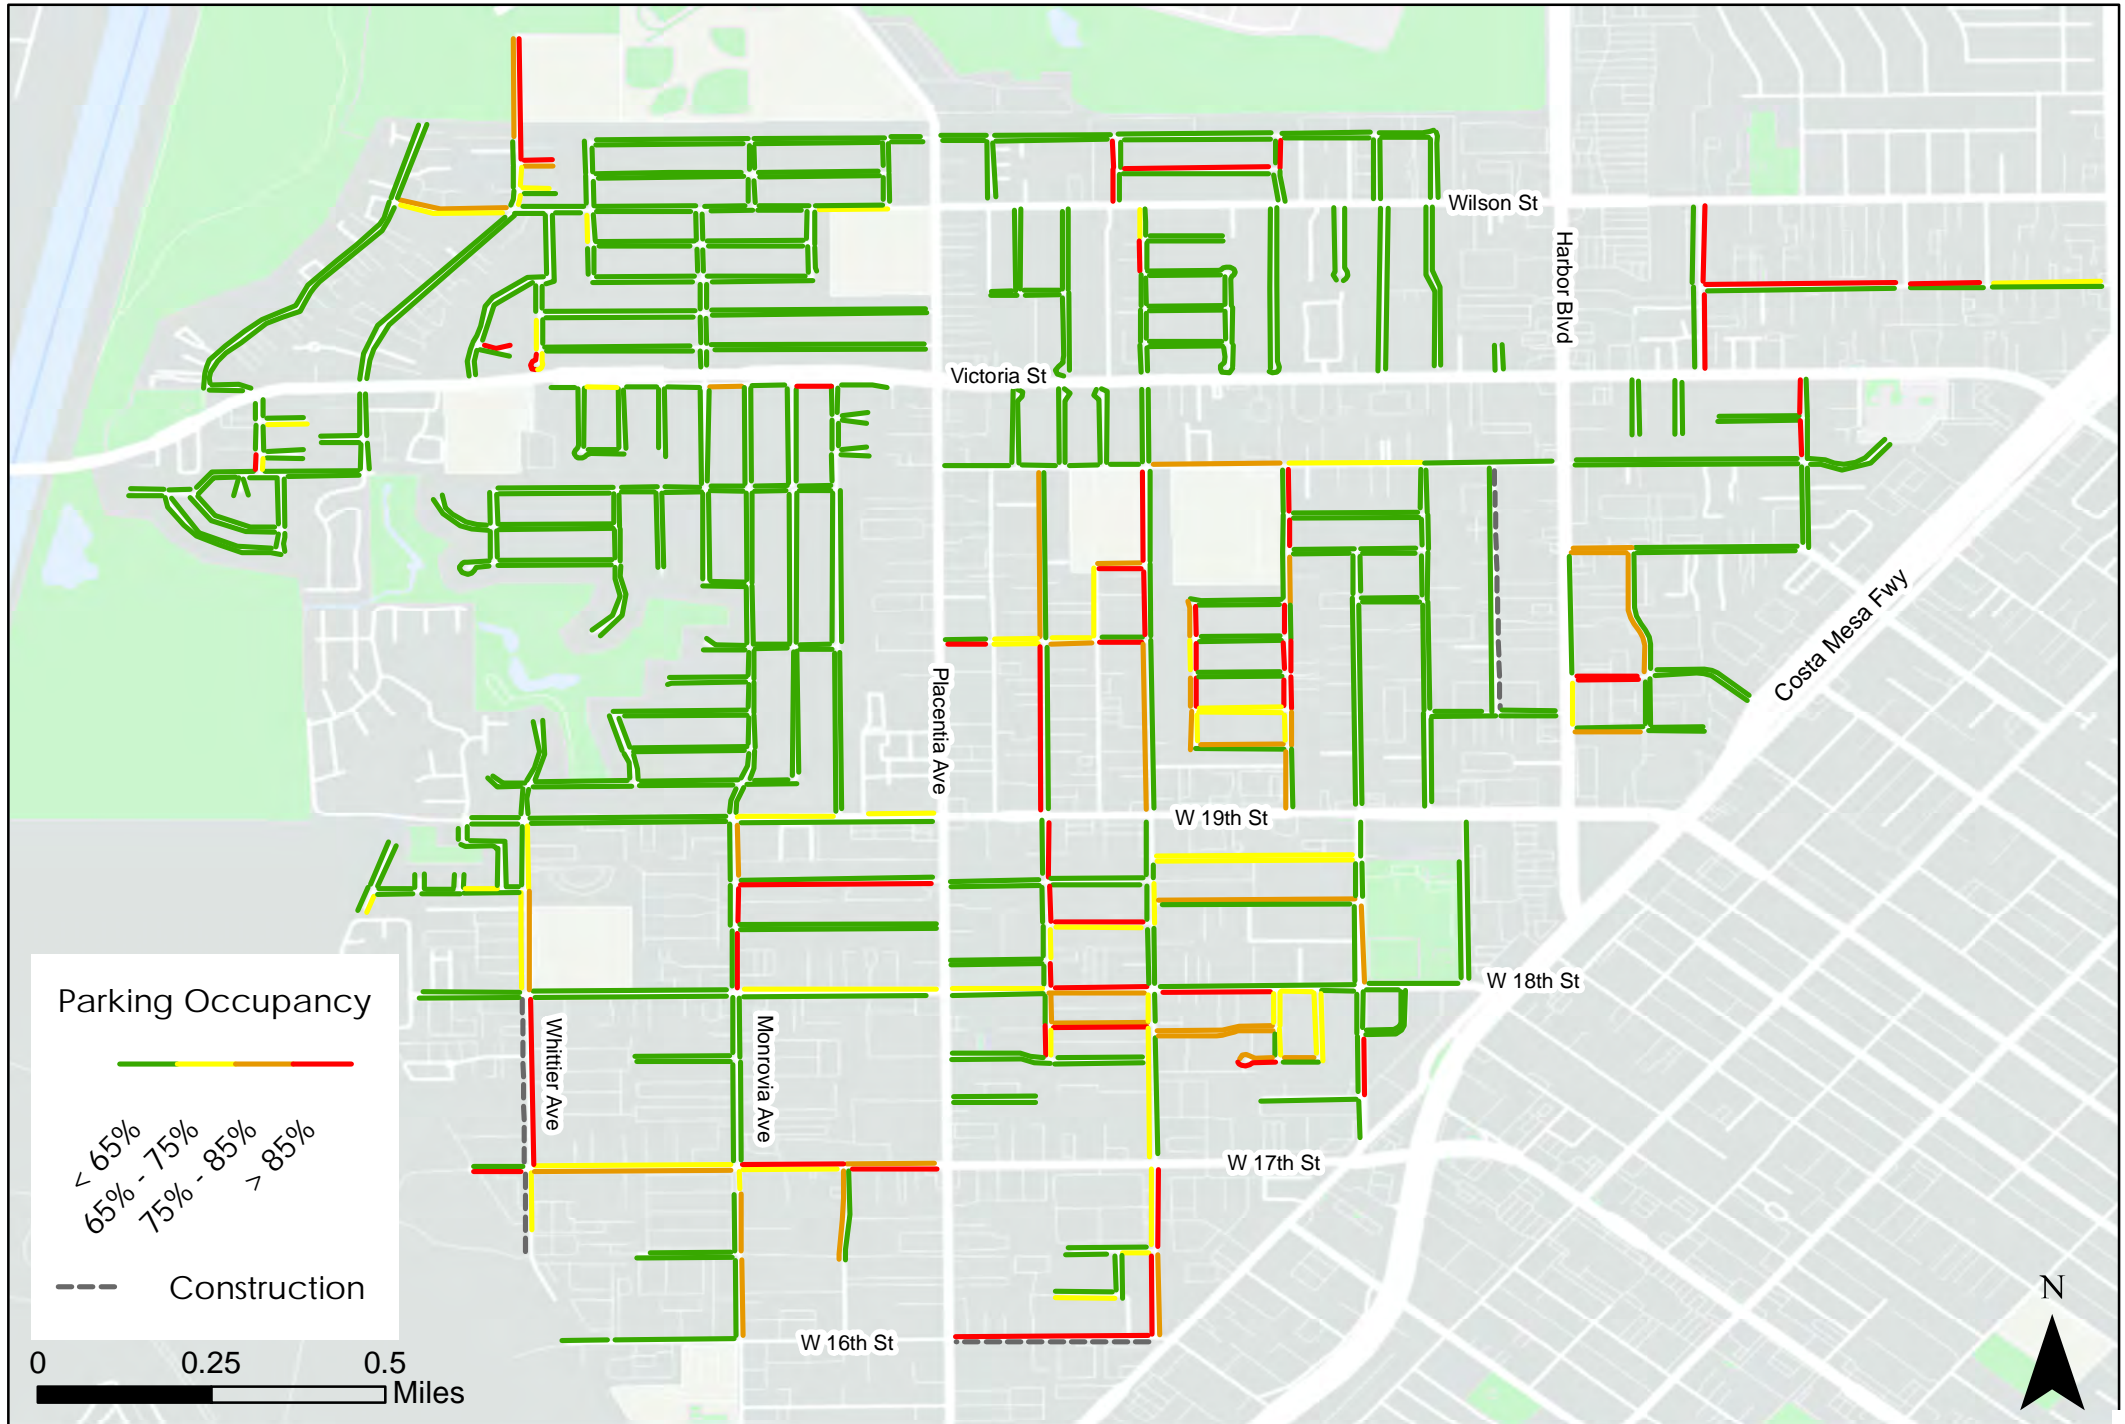 Wilson St
Harbor Blvd
Victoria St
Costa Mesa Fwy
Placentia Ave
W 19th St
W 18th St
Parking Occupancy
Whittier Ave
Monrovia Ave
< 65%
65% - 75%
75% - 85%
> 85%
W 17th St
Construction
N
W 16th St
0 0.25 0.5
Miles